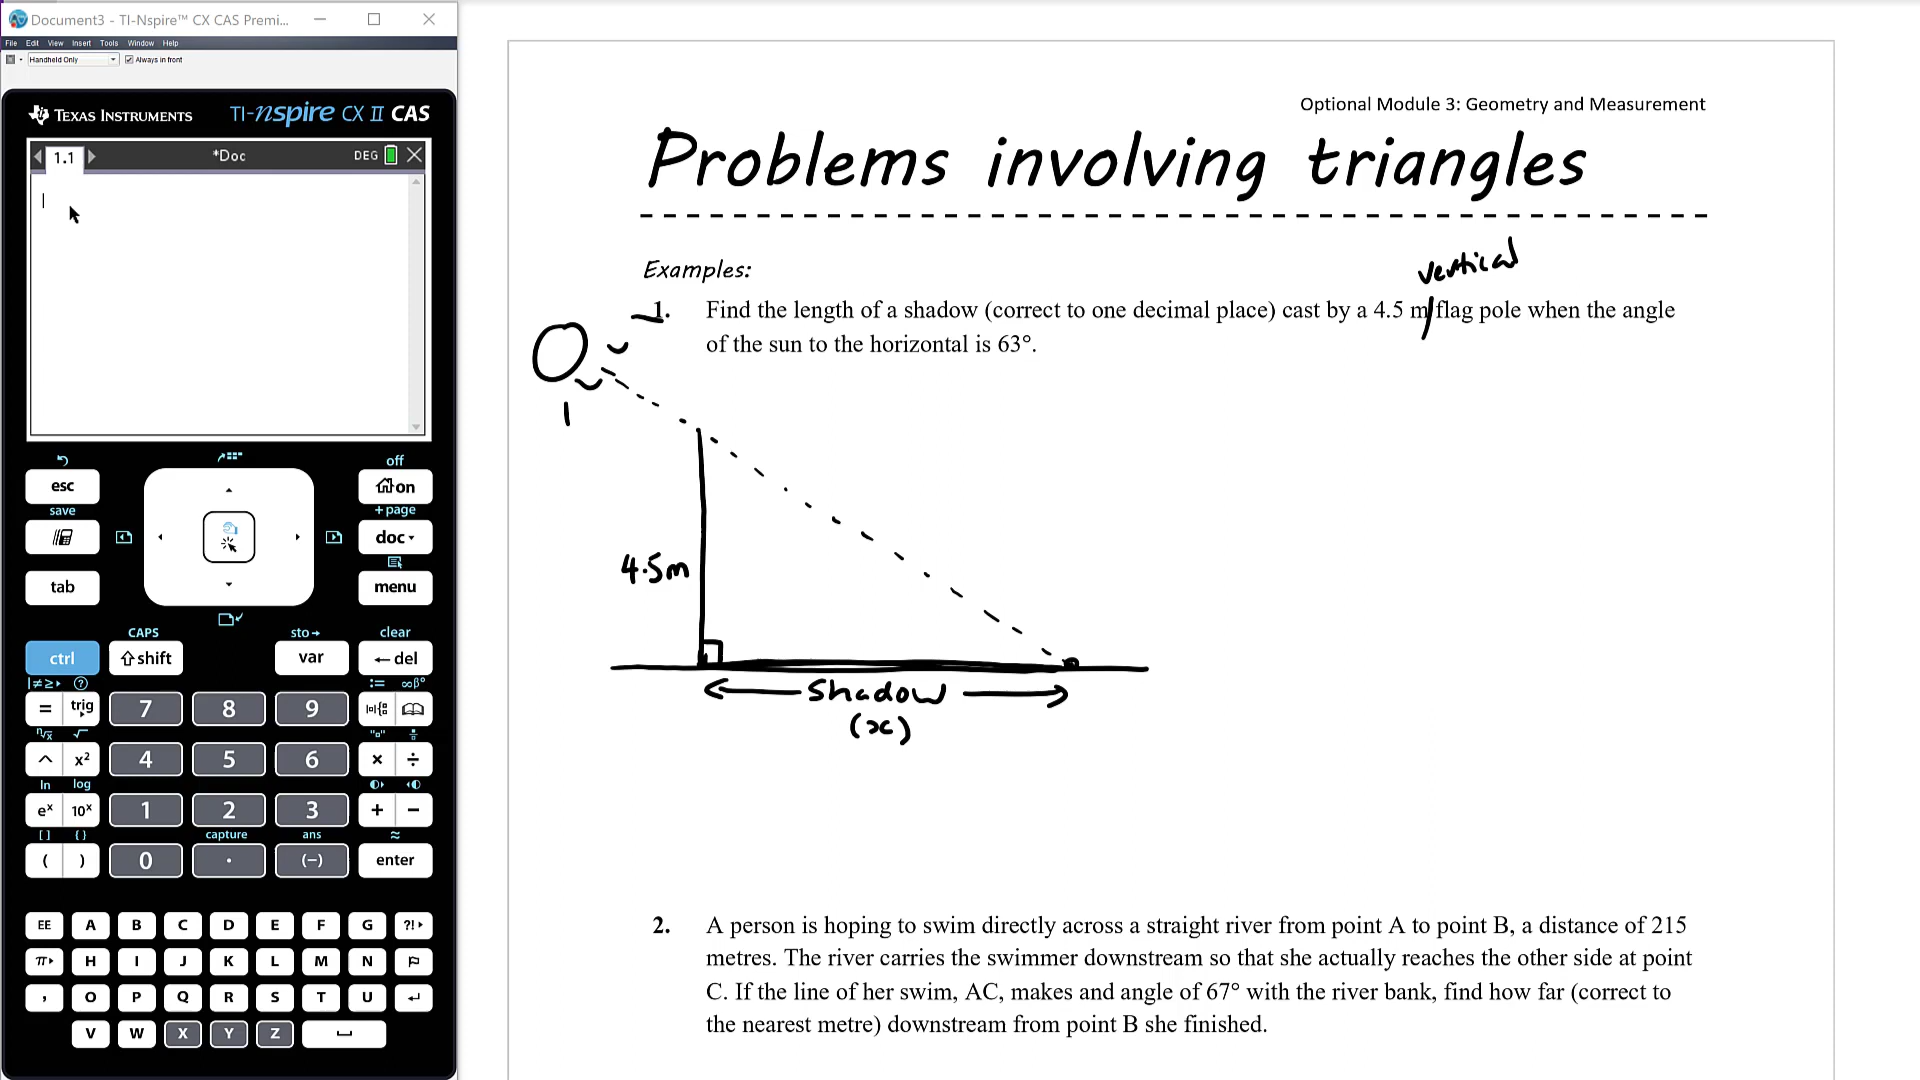 Document3 - TI-Nspire™ CX CAS Premi...
File Edit View Insert Tools Window Help
Handheld Only
Always in front
TEXAS INSTRUMENTS TI-nspire CX II CAS
1.1 *Doc DEG
off
esc on
save + page
doc
tab menu
CAPS sto→ clear
ctrl shift var ← del
|≠≥▸ ? := ∞β°
= trig 7 8 9
ⁿ√x √ "□"
^ x² 4 5 6 × ÷
ln log
eˣ 10ˣ 1 2 3 + −
[ ] { } capture ans ≈
( ) 0 . (−) enter
EE A B C D E F G ?!▸
π▸ H I J K L M N
, O P Q R S T U
V W X Y Z
Optional Module 3: Geometry and Measurement
Problems involving triangles
Examples:
vertical
1. Find the length of a shadow (correct to one decimal place) cast by a 4.5 m/flag pole when the angle
of the sun to the horizontal is 63°.
4.5m
Shadow
(x)
2. A person is hoping to swim directly across a straight river from point A to point B, a distance of 215
metres. The river carries the swimmer downstream so that she actually reaches the other side at point
C. If the line of her swim, AC, makes and angle of 67° with the river bank, find how far (correct to
the nearest metre) downstream from point B she finished.